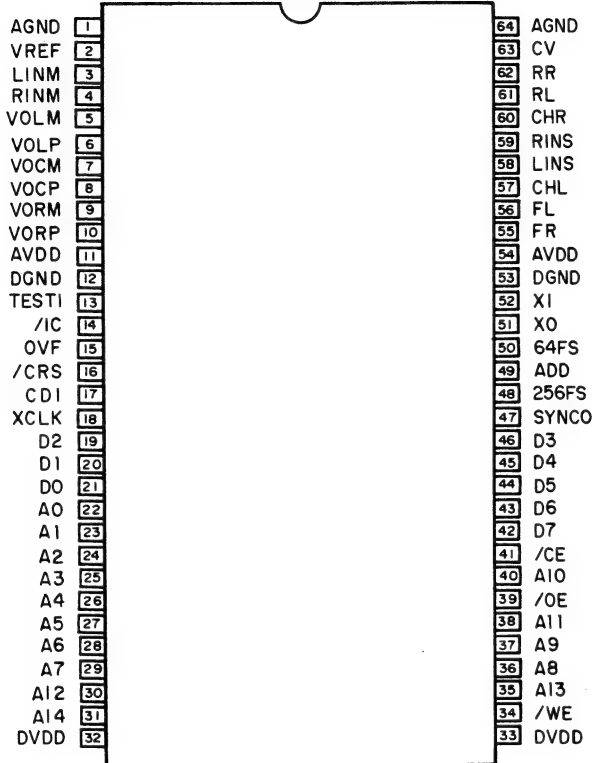 AGND 1 64 AGND
VREF 2 63 CV
LINM 3 62 RR
RINM 4 61 RL
VOLM 5 60 CHR
VOLP 6 59 RINS
VOCM 7 58 LINS
VOCP 8 57 CHL
VORM 9 56 FL
VORP 10 55 FR
AVDD 11 54 AVDD
DGND 12 53 DGND
TESTI 13 52 XI
/IC 14 51 XO
OVF 15 50 64FS
/CRS 16 49 ADD
CDI 17 48 256FS
XCLK 18 47 SYNCO
D2 19 46 D3
D1 20 45 D4
D0 21 44 D5
A0 22 43 D6
A1 23 42 D7
A2 24 41 /CE
A3 25 40 A10
A4 26 39 /OE
A5 27 38 A11
A6 28 37 A9
A7 29 36 A8
A12 30 35 A13
A14 31 34 /WE
DVDD 32 33 DVDD